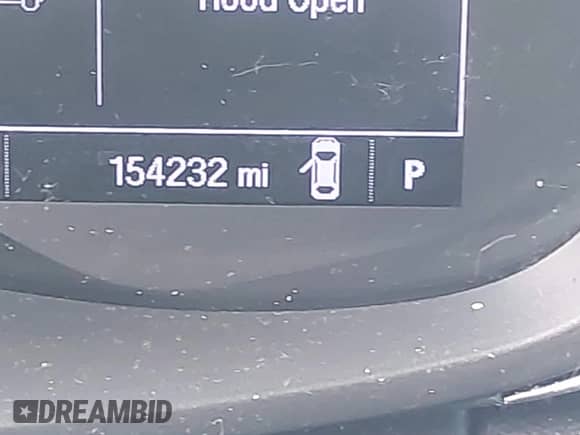 Hood Open
154232 mi P
DREAMBID